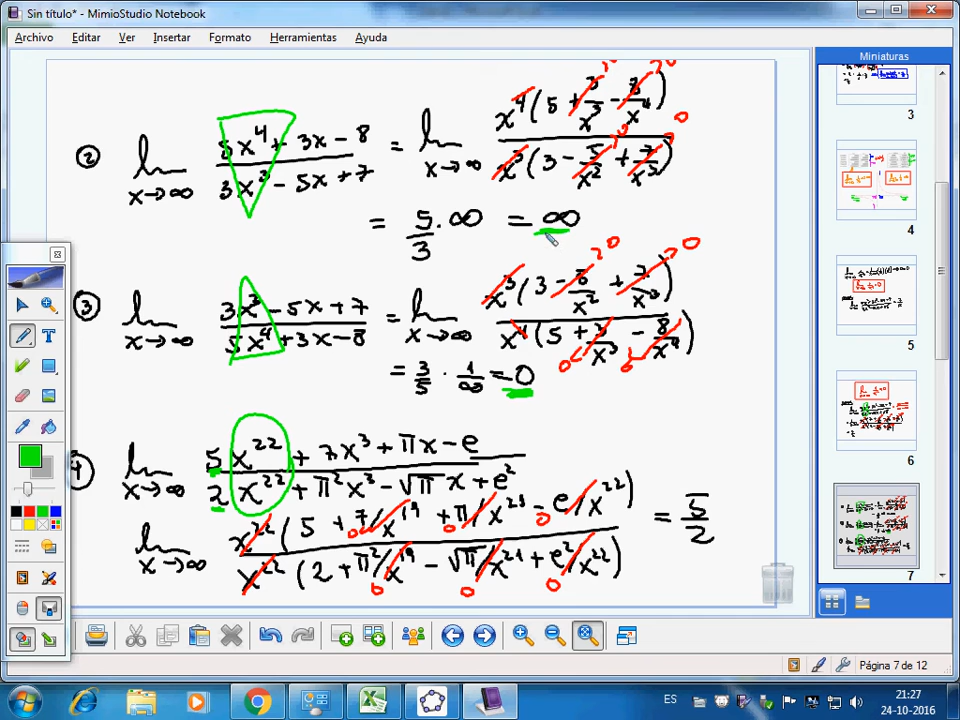 Sin título* - MimioStudio Notebook
Archivo Editar Ver Insertar Formato Herramientas Ayuda
② lim x→∞ (5x⁴ + 3x - 8)/(3x³ - 5x + 7) = lim x→∞ x⁴(5 + 3/x³ - 8/x⁴)/x³(3 - 5/x² + 7/x³)
= 5/3 · ∞ = ∞
③ lim x→∞ (3x³ - 5x + 7)/(5x⁴ + 3x - 8) = lim x→∞ x³(3 - 5/x² + 7/x³)/x⁴(5 + 3/x³ - 8/x⁴)
= 3/5 · 1/∞ = 0
4 lim x→∞ (5x²² + 7x³ + πx - e)/(2x²² + π²x³ - √π x + e²)
lim x→∞ x²²(5 + 7/x¹⁹ + π/x²¹ - e/x²²)/x²²(2 + π²/x¹⁹ - √π/x²¹ + e²/x²²) = 5/2
Miniaturas
3
4
5
6
7
Página 7 de 12
ES
21:27
24-10-2016